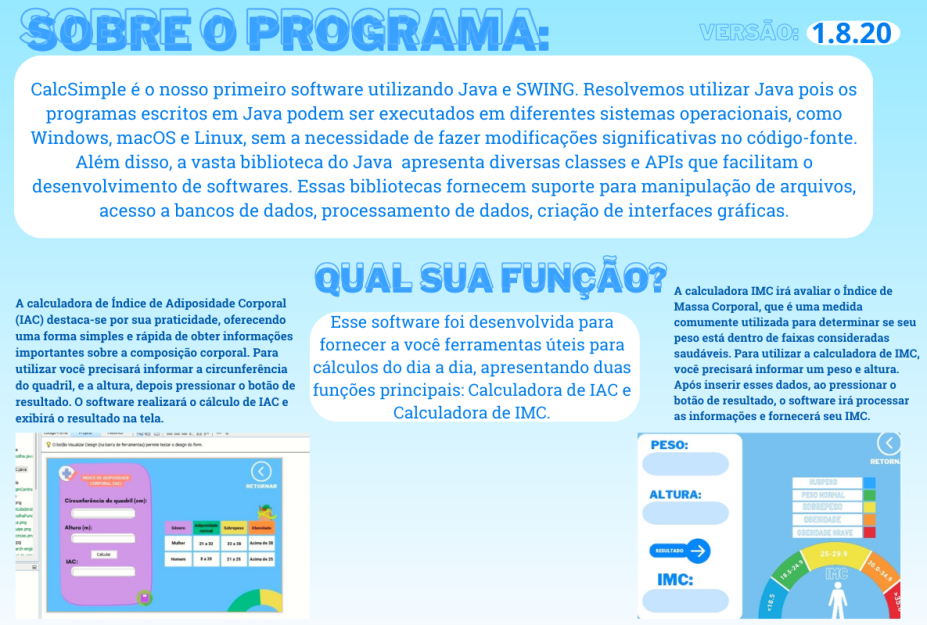 SOBRE O PROGRAMA:
VERSÃO: 1.8.20
CalcSimple é o nosso primeiro software utilizando Java e SWING. Resolvemos utilizar Java pois os
programas escritos em Java podem ser executados em diferentes sistemas operacionais, como
Windows, macOS e Linux, sem a necessidade de fazer modificações significativas no código-fonte.
Além disso, a vasta biblioteca do Java apresenta diversas classes e APIs que facilitam o
desenvolvimento de softwares. Essas bibliotecas fornecem suporte para manipulação de arquivos,
acesso a bancos de dados, processamento de dados, criação de interfaces gráficas.
A calculadora de Índice de Adiposidade Corporal
(IAC) destaca-se por sua praticidade, oferecendo
uma forma simples e rápida de obter informações
importantes sobre a composição corporal. Para
utilizar você precisará informar a circunferência
do quadril, e a altura, depois pressionar o botão de
resultado. O software realizará o cálculo de IAC e
exibirá o resultado na tela.
QUAL SUA FUNÇÃO?
Esse software foi desenvolvida para
fornecer a você ferramentas úteis para
cálculos do dia a dia, apresentando duas
funções principais: Calculadora de IAC e
Calculadora de IMC.
A calculadora IMC irá avaliar o Índice de
Massa Corporal, que é uma medida
comumente utilizada para determinar se seu
peso está dentro de faixas consideradas
saudáveis. Para utilizar a calculadora de IMC,
você precisará informar um peso e altura.
Após inserir esses dados, ao pressionar o
botão de resultado, o software irá processar
as informações e fornecerá seu IMC.
ÍNDICE DE ADIPOSIDADE
CORPORAL (IAC)
RETORNAR
Circunferência do quadril (cm):
Altura (m):
Calcular
IAC:
Gênero Adiposidade normal Sobrepeso Obesidade
Mulher 21 a 32 33 a 38 Acima de 38
Homem 8 a 20 21 a 25 Acima de 25
PESO:
ALTURA:
RESULTADO
IMC:
RETORN
SUBPESO
PESO NORMAL
SOBREPESO
OBESIDADE
OBESIDADE GRAVE
<18.5
18.5-24.9
25-29.9
30.0-34.9
IMC